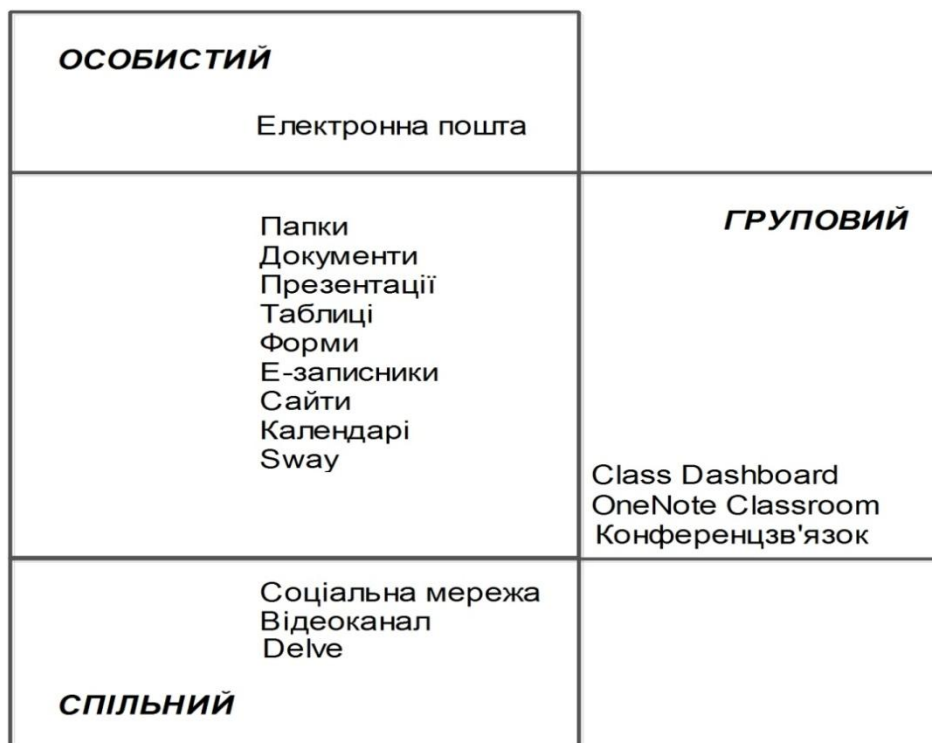 ОСОБИСТИЙ
Електронна пошта
ГРУПОВИЙ
Папки
Документи
Презентації
Таблиці
Форми
Е-записники
Сайти
Календарі
Sway
Class Dashboard
OneNote Classroom
Конференцзв'язок
Соціальна мережа
Відеоканал
Delve
СПІЛЬНИЙ